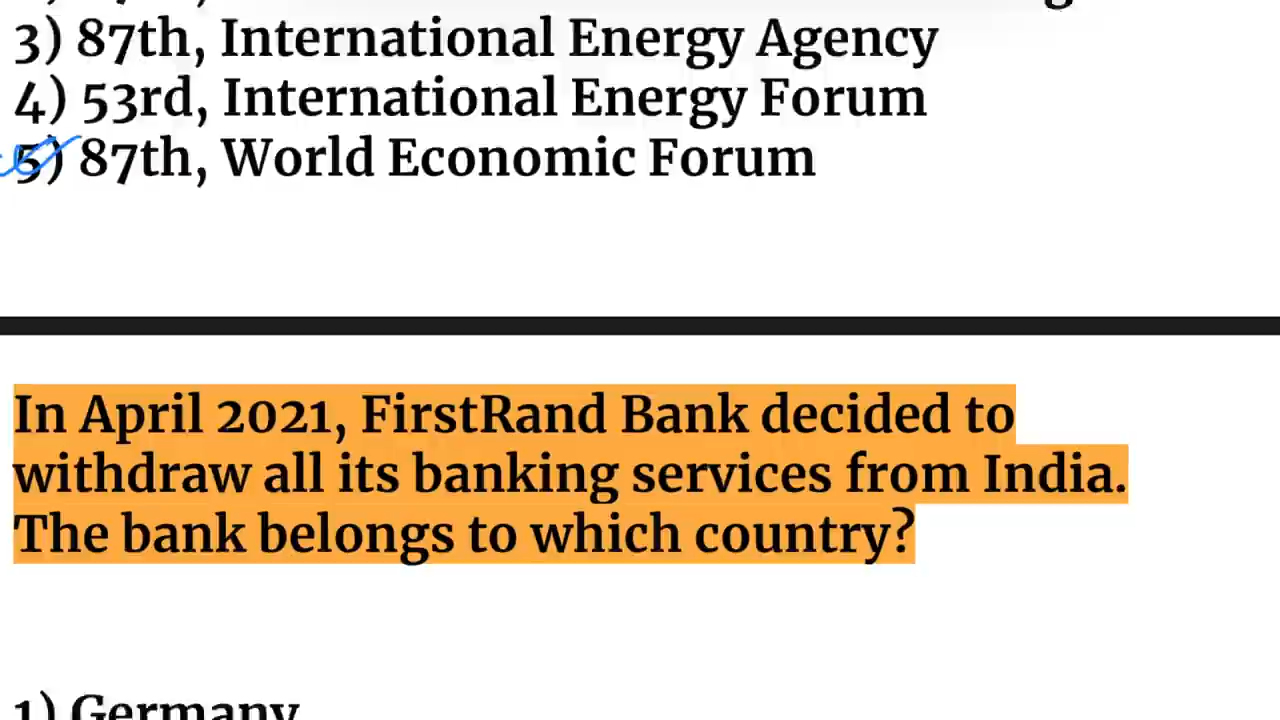 3) 87th, International Energy Agency
4) 53rd, International Energy Forum
5) 87th, World Economic Forum
In April 2021, FirstRand Bank decided to
withdraw all its banking services from India.
The bank belongs to which country?
1) Germany